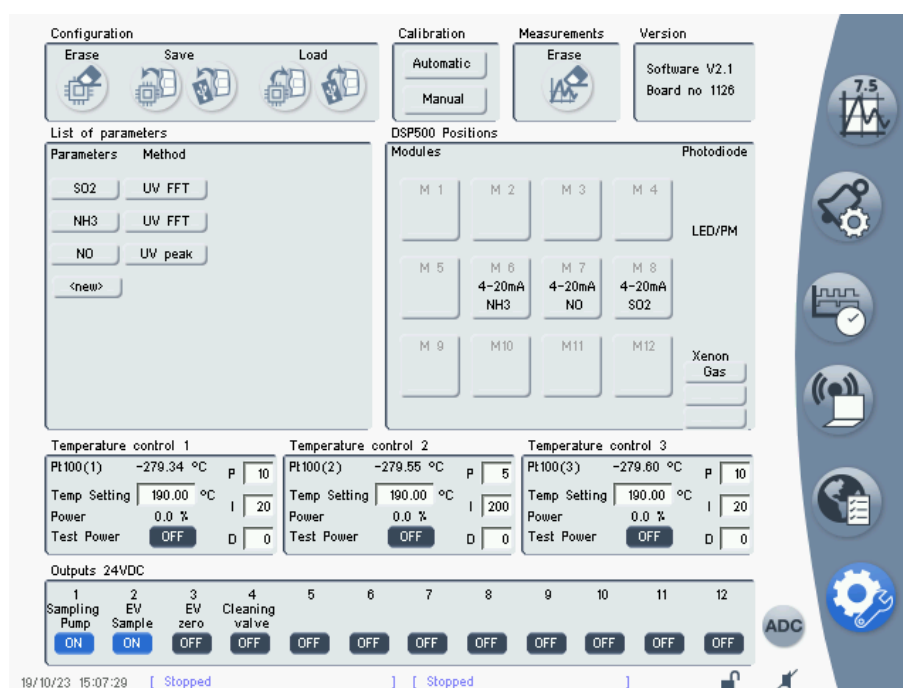 Configuration
Erase Save Load
Calibration
Automatic
Manual
Measurements
Erase
Version
Software V2.1
Board no 1126
7.5
List of parameters
Parameters Method
SO2 UV FFT
NH3 UV FFT
NO UV peak
<new>
DSP500 Positions
Modules Photodiode
M 1 M 2 M 3 M 4
LED/PM
M 5 M 6 M 7 M 8
4-20mA 4-20mA 4-20mA
NH3 NO SO2
M 9 M10 M11 M12
Xenon
Gas
Temperature control 1
Pt100(1) -279.34 °C P 10
Temp Setting 190.00 °C I 20
Power 0.0 %
Test Power OFF D 0
Temperature control 2
Pt100(2) -279.55 °C P 5
Temp Setting 190.00 °C I 200
Power 0.0 %
Test Power OFF D 0
Temperature control 3
Pt100(3) -279.60 °C P 10
Temp Setting 190.00 °C I 20
Power 0.0 %
Test Power OFF D 0
Outputs 24VDC
1 2 3 4 5 6 7 8 9 10 11 12
Sampling EV EV Cleaning
Pump Sample zero valve
ON ON OFF OFF OFF OFF OFF OFF OFF OFF OFF OFF
ADC
19/10/23 15:07:29 [ Stopped ] [ Stopped ]